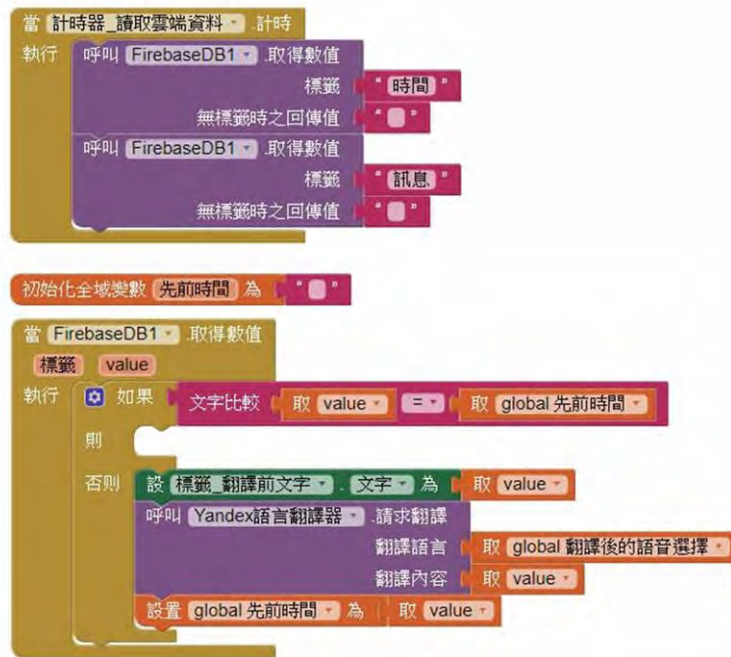 當 計時器_讀取雲端資料 .計時
執行 呼叫 FirebaseDB1 .取得數值
標籤 " 時間 "
無標籤時之回傳值 " "
呼叫 FirebaseDB1 .取得數值
標籤 " 訊息 "
無標籤時之回傳值 " "
初始化全域變數 先前時間 為 " "
當 FirebaseDB1 .取得數值
標籤 value
執行 如果 文字比較 取 value = 取 global 先前時間
則
否則 設 標籤_翻譯前文字 . 文字 為 取 value
呼叫 Yandex語言翻譯器 .請求翻譯
翻譯語言 取 global 翻譯後的語音選擇
翻譯內容 取 value
設置 global 先前時間 為 取 value